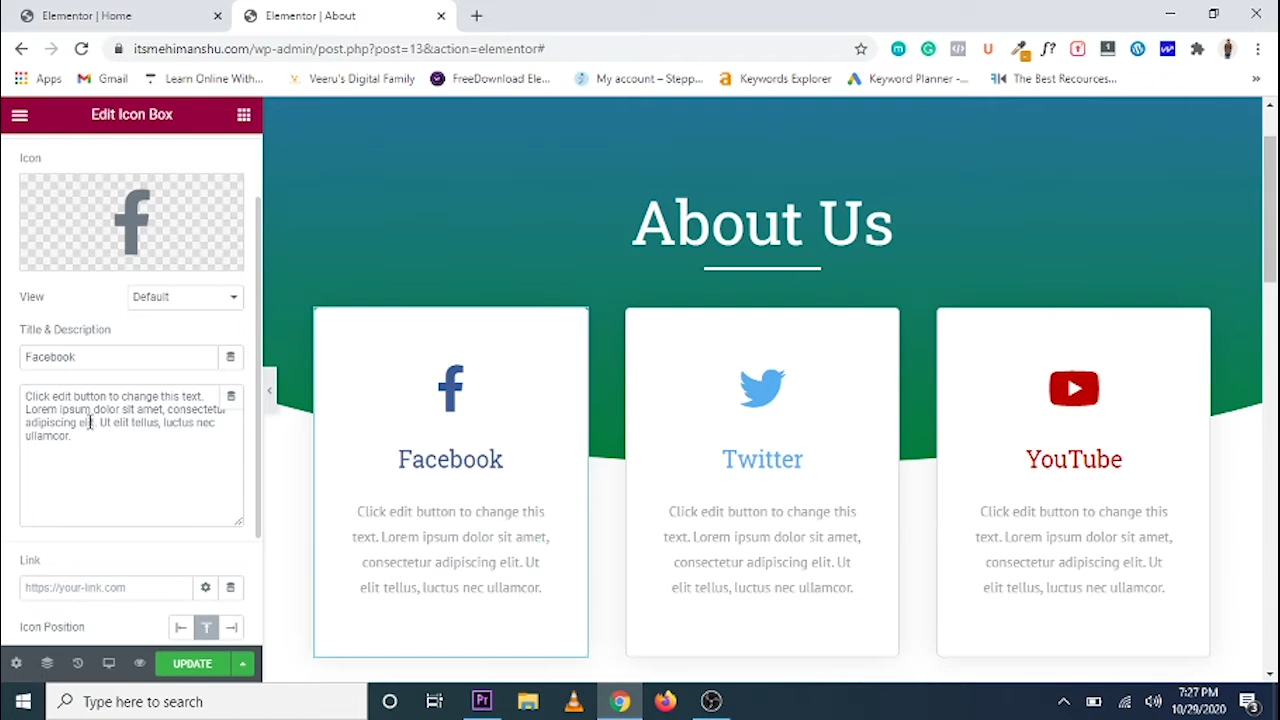 Elementor | Home
Elementor | About
itsmehimanshu.com/wp-admin/post.php?post=13&action=elementor#
Apps
Gmail
Learn Online With...
Veeru's Digital Family
FreeDownload Ele...
My account – Stepp...
Keywords Explorer
Keyword Planner -...
The Best Recources...
Edit Icon Box
Icon
View
Default
Title & Description
Facebook
Click edit button to change this text.
Lorem ipsum dolor sit amet, consectetur
adipiscing elit. Ut elit tellus, luctus nec
ullamcor.
Link
https://your-link.com
Icon Position
UPDATE
About Us
Facebook
Click edit button to change this
text. Lorem ipsum dolor sit amet,
consectetur adipiscing elit. Ut
elit tellus, luctus nec ullamcor.
Twitter
Click edit button to change this
text. Lorem ipsum dolor sit amet,
consectetur adipiscing elit. Ut
elit tellus, luctus nec ullamcor.
YouTube
Click edit button to change this
text. Lorem ipsum dolor sit amet,
consectetur adipiscing elit. Ut
elit tellus, luctus nec ullamcor.
Type here to search
Pr
7:27 PM
10/29/2020
3